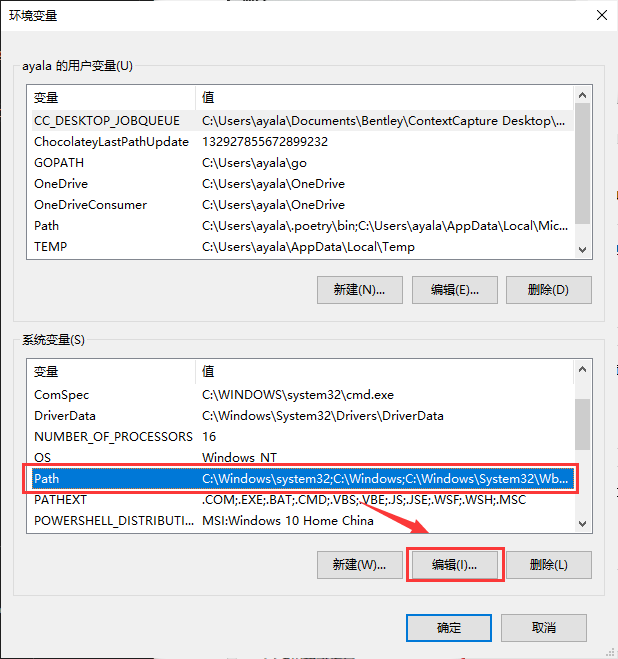 环境变量
ayala 的用户变量(U)
变量 值
CC_DESKTOP_JOBQUEUE C:\Users\ayala\Documents\Bentley\ContextCapture Desktop\...
ChocolateyLastPathUpdate 132927855672899232
GOPATH C:\Users\ayala\go
OneDrive C:\Users\ayala\OneDrive
OneDriveConsumer C:\Users\ayala\OneDrive
Path C:\Users\ayala\.poetry\bin;C:\Users\ayala\AppData\Local\Mic...
TEMP C:\Users\ayala\AppData\Local\Temp
新建(N)... 编辑(E)... 删除(D)
系统变量(S)
变量 值
ComSpec C:\WINDOWS\system32\cmd.exe
DriverData C:\Windows\System32\Drivers\DriverData
NUMBER_OF_PROCESSORS 16
OS Windows_NT
Path C:\Windows\system32;C:\Windows;C:\Windows\System32\Wb...
PATHEXT .COM;.EXE;.BAT;.CMD;.VBS;.VBE;.JS;.JSE;.WSF;.WSH;.MSC
POWERSHELL_DISTRIBUTI... MSI:Windows 10 Home China
新建(W)... 编辑(I)... 删除(L)
确定 取消